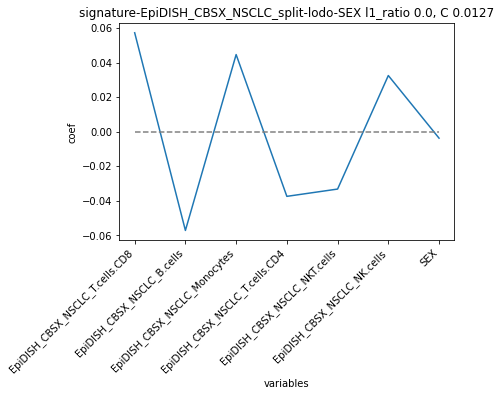 signature-EpiDISH_CBSX_NSCLC_split-lodo-SEX l1_ratio 0.0, C 0.0127
0.06
0.04
0.02
0.00
−0.02
−0.04
−0.06
coef
EpiDISH_CBSX_NSCLC_T.cells.CD8
EpiDISH_CBSX_NSCLC_B.cells
EpiDISH_CBSX_NSCLC_Monocytes
EpiDISH_CBSX_NSCLC_T.cells.CD4
EpiDISH_CBSX_NSCLC_NKT.cells
EpiDISH_CBSX_NSCLC_NK.cells
SEX
variables